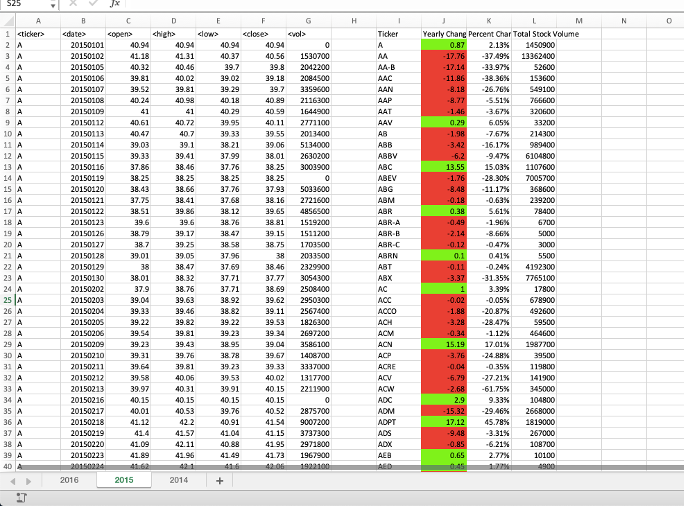 S25 fx
A B C D E F G H I J K L M N O
1 <ticker> <date> <open> <high> <low> <close> <vol> Ticker Yearly Chang Percent Char Total Stock Volume
2 A 20150101 40.94 40.94 40.94 40.94 0 A 0.87 2.13% 1450900
3 A 20150102 41.18 41.31 40.37 40.56 1530700 AA -17.76 -37.49% 13362400
4 A 20150105 40.32 40.46 39.7 39.8 2042200 AA-B -17.14 -33.97% 52600
5 A 20150106 39.81 40.02 39.02 39.18 2084500 AAC -11.86 -38.36% 153600
6 A 20150107 39.52 39.81 39.29 39.7 3359600 AAN -8.18 -26.76% 549100
7 A 20150108 40.24 40.98 40.18 40.89 2116300 AAP -8.77 -5.51% 766600
8 A 20150109 41 41 40.29 40.59 1644900 AAT -1.46 -3.67% 320600
9 A 20150112 40.61 40.72 39.95 40.11 2771100 AAV 0.29 6.05% 33200
10 A 20150113 40.47 40.7 39.33 39.55 2013400 AB -1.98 -7.67% 214300
11 A 20150114 39.03 39.1 38.21 39.06 5134000 ABB -3.42 -16.17% 989400
12 A 20150115 39.33 39.41 37.99 38.01 2630200 ABBV -6.2 -9.47% 6104800
13 A 20150116 37.86 38.46 37.76 38.25 3003900 ABC 13.55 15.03% 1107600
14 A 20150119 38.25 38.25 38.25 38.25 0 ABEV -1.76 -28.30% 7005700
15 A 20150120 38.43 38.66 37.76 37.93 5033600 ABG -8.48 -11.17% 368600
16 A 20150121 37.75 38.41 37.68 38.16 2721600 ABM -0.18 -0.63% 239200
17 A 20150122 38.51 39.86 38.12 39.65 4856500 ABR 0.38 5.61% 78400
18 A 20150123 39.6 39.6 38.76 38.81 1519200 ABR-A -0.49 -1.96% 6700
19 A 20150126 38.79 39.17 38.47 39.15 1511200 ABR-B -2.14 -8.66% 5000
20 A 20150127 38.7 39.25 38.58 38.75 1703500 ABR-C -0.12 -0.47% 3000
21 A 20150128 39.01 39.05 37.96 38 2033500 ABRN 0.1 0.41% 5500
22 A 20150129 38 38.47 37.69 38.46 2329900 ABT -0.11 -0.24% 4192300
23 A 20150130 38.01 38.32 37.71 37.77 3054300 ABX -3.37 -31.35% 7765100
24 A 20150202 37.9 38.76 37.71 38.69 2508400 AC 1 3.39% 17800
25 A 20150203 39.04 39.63 38.92 39.62 2950300 ACC -0.02 -0.05% 678900
26 A 20150204 39.33 39.46 38.82 39.11 2567400 ACCO -1.88 -20.87% 492600
27 A 20150205 39.22 39.82 39.22 39.53 1826300 ACH -3.28 -28.47% 59500
28 A 20150206 39.54 39.81 39.23 39.34 2697200 ACM -0.34 -1.12% 464600
29 A 20150209 39.23 39.43 38.95 39.04 3586100 ACN 15.19 17.01% 1987700
30 A 20150210 39.31 39.76 38.78 39.67 1408700 ACP -3.76 -24.88% 39500
31 A 20150211 39.64 39.81 39.23 39.33 3337000 ACRE -0.04 -0.35% 119800
32 A 20150212 39.58 40.06 39.53 40.02 1317700 ACV -6.79 -27.21% 141900
33 A 20150213 39.97 40.31 39.91 40.15 2211900 ACW -2.68 -61.75% 345000
34 A 20150216 40.15 40.15 40.15 40.15 0 ADC 2.9 9.33% 104800
35 A 20150217 40.01 40.53 39.76 40.52 2875700 ADM -15.32 -29.46% 2668000
36 A 20150218 41.12 42.2 40.91 41.54 9007200 ADPT 17.12 45.78% 1819000
37 A 20150219 41.4 41.57 41.04 41.15 3737300 ADS -9.48 -3.31% 267000
38 A 20150220 41.09 42.11 40.88 41.95 2971800 ADX -0.85 -6.21% 108700
39 A 20150223 41.89 41.96 41.49 41.73 1967900 AEB 0.65 2.77% 10100
40 A 20150224 41.62 42.1 41.6 42.06 1922100 AED 0.45 1.77% 4900
2016 2015 2014 +